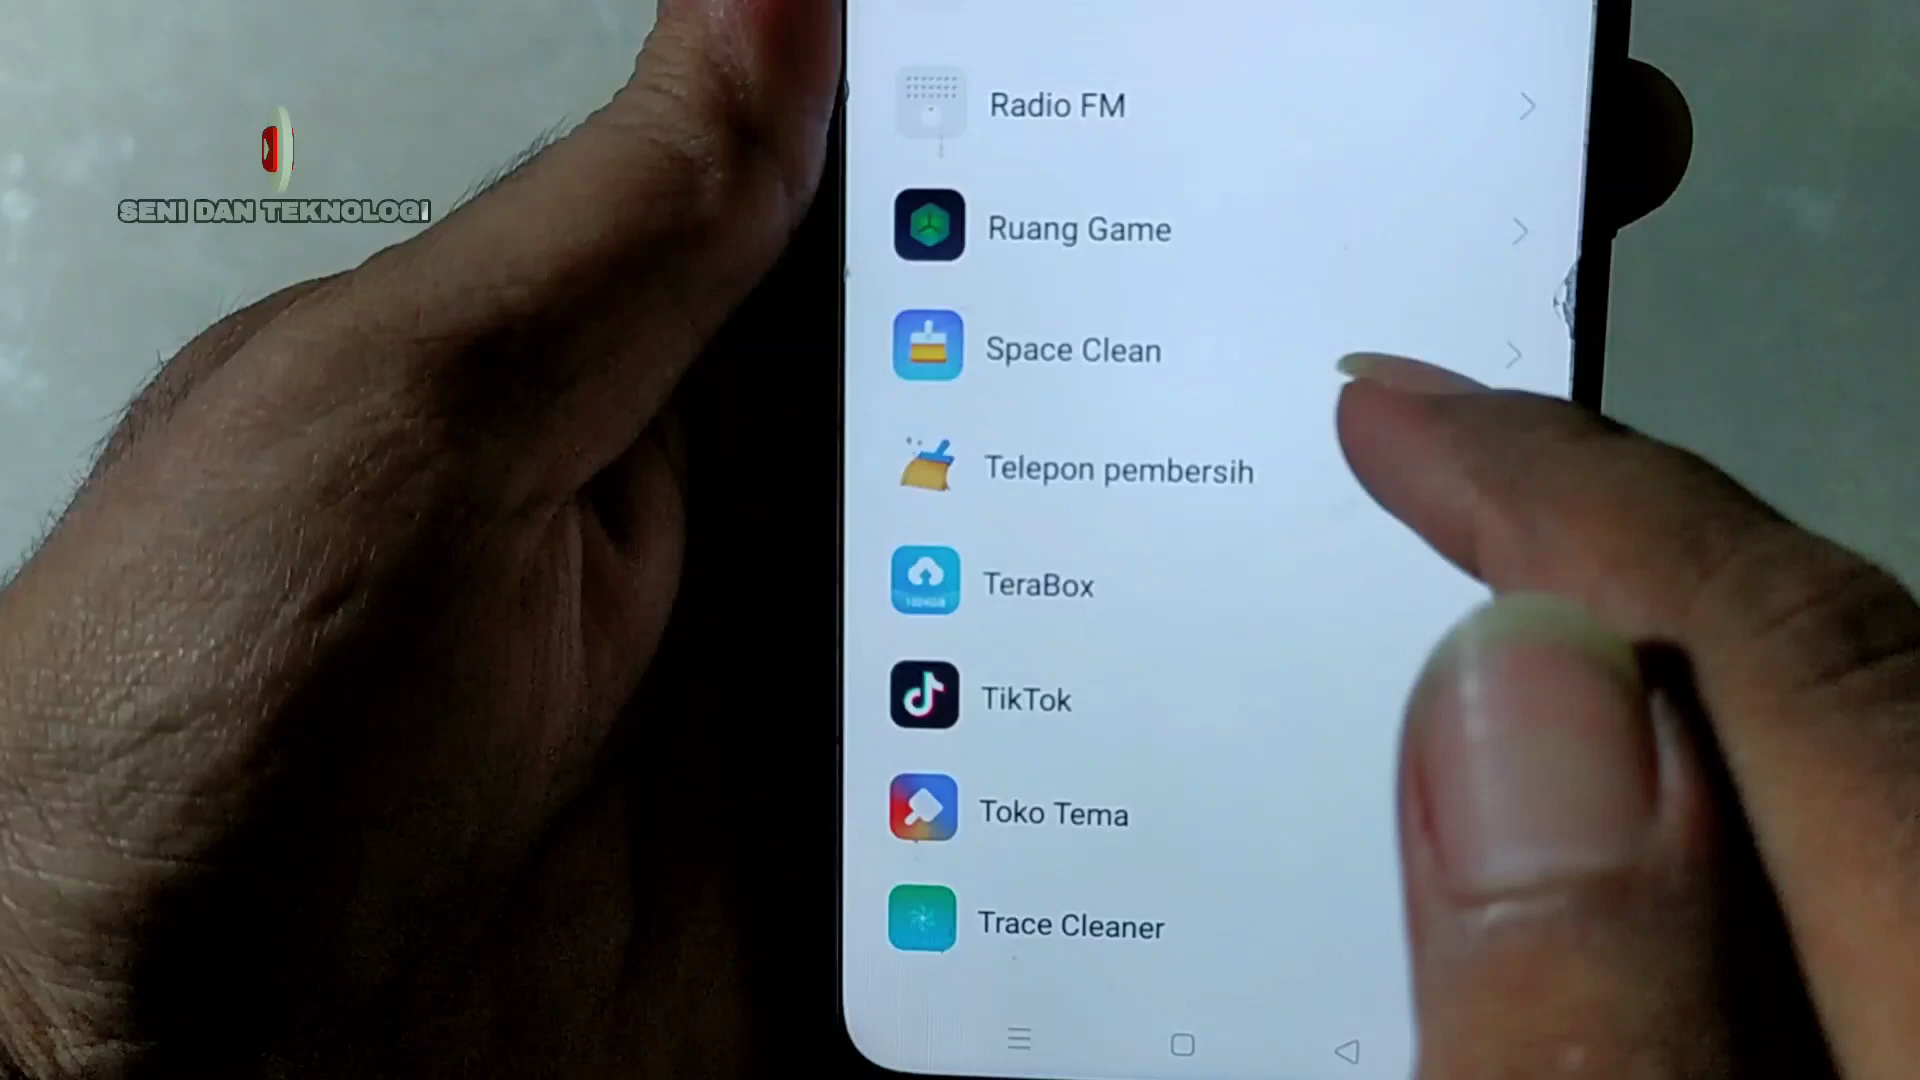 SENI DAN TEKNOLOGI
Radio FM
Ruang Game
Space Clean
Telepon pembersih
TeraBox
TikTok
Toko Tema
Trace Cleaner